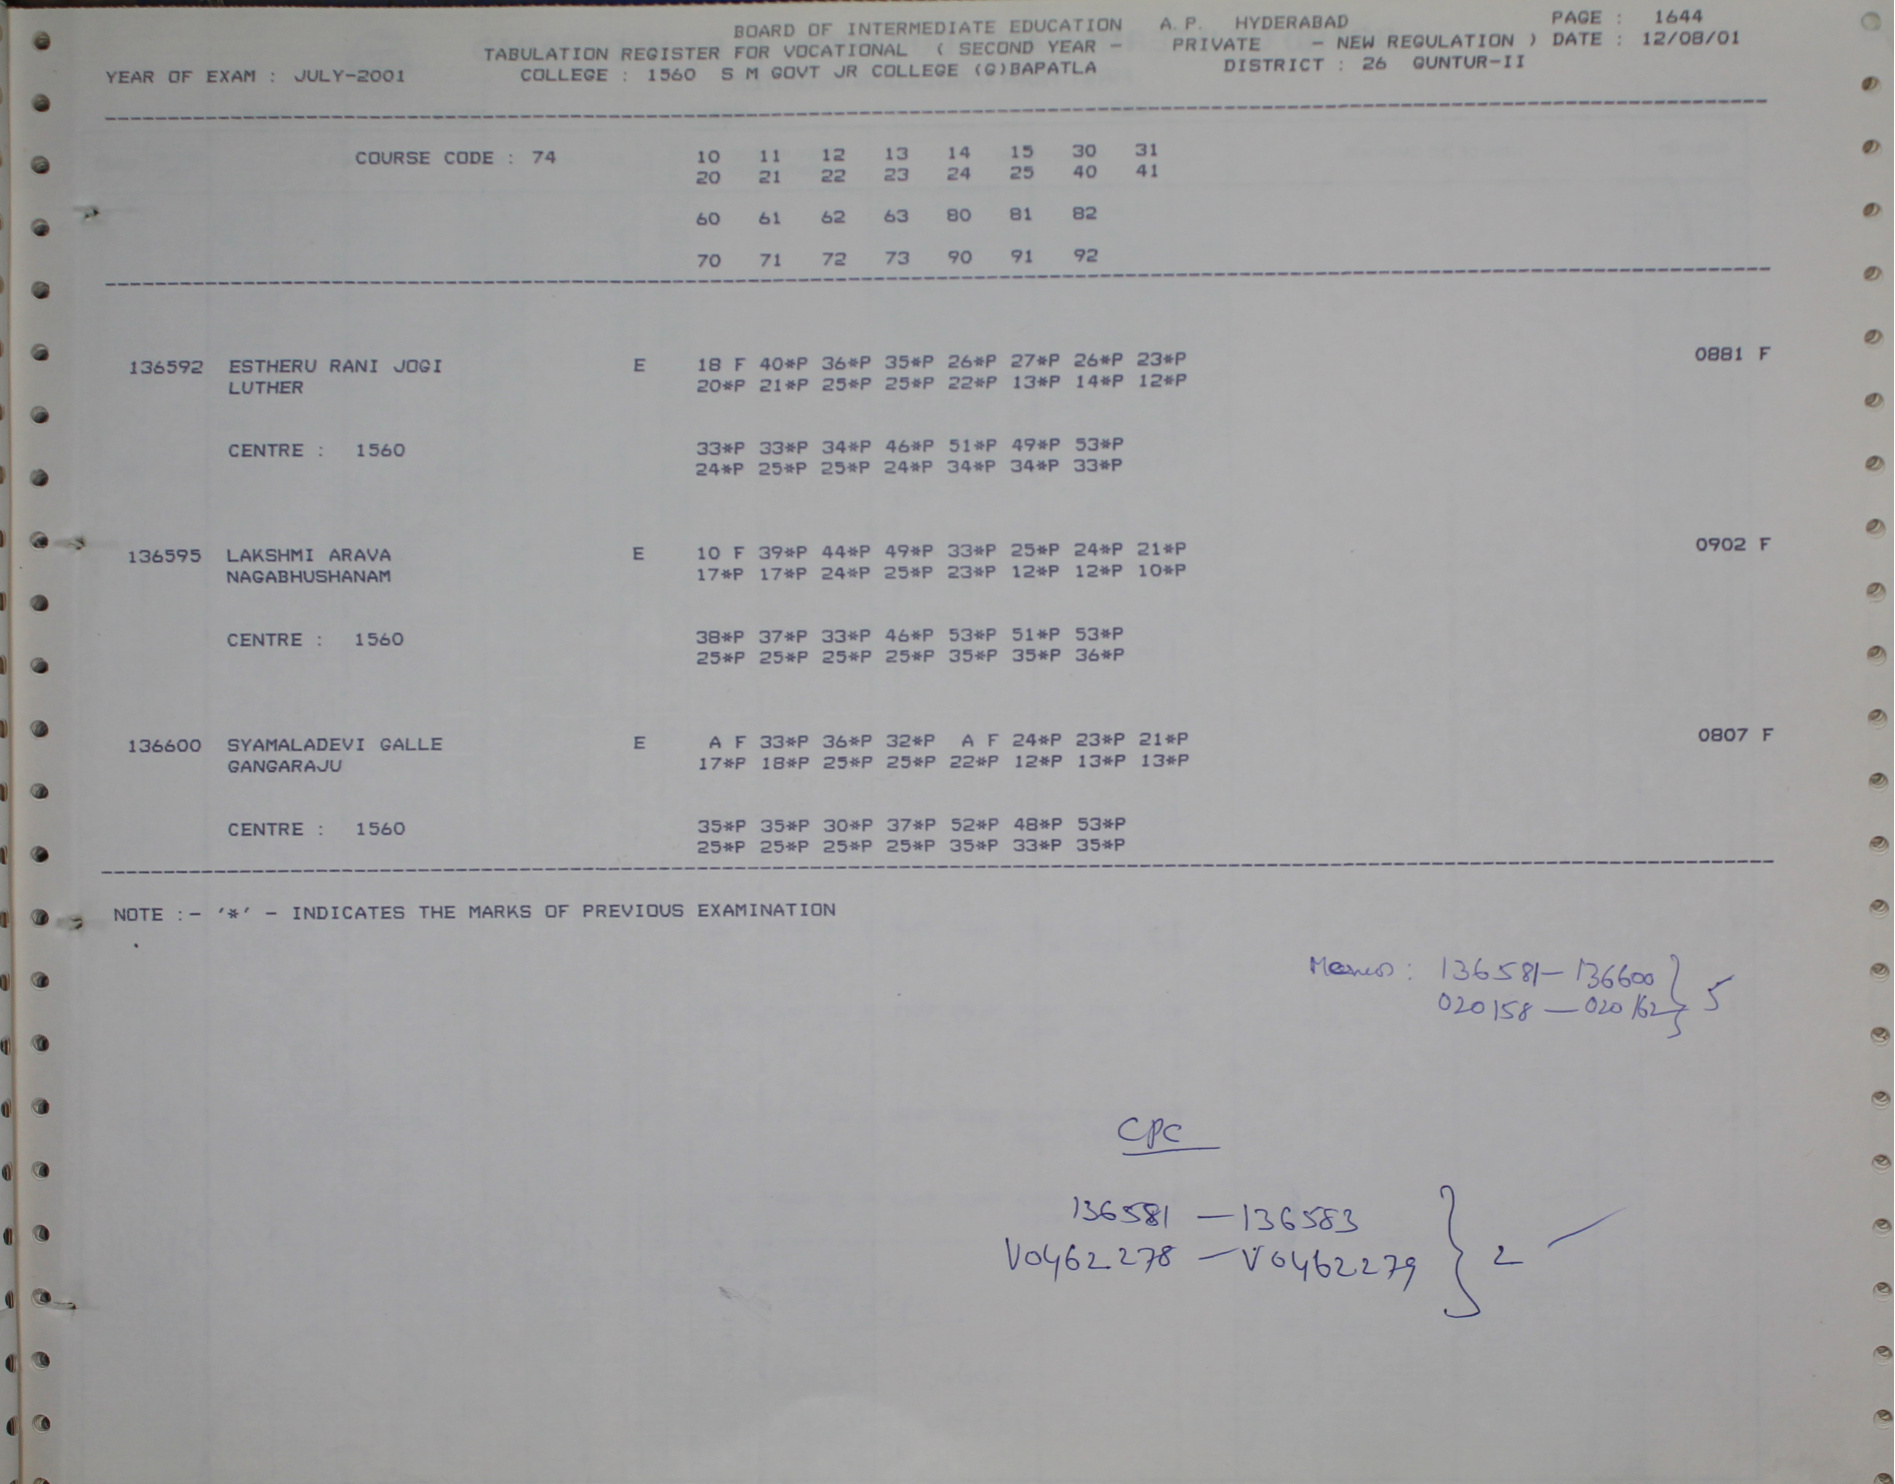 BOARD OF INTERMEDIATE EDUCATION A.P. HYDERABAD PAGE : 1644
TABULATION REGISTER FOR VOCATIONAL ( SECOND YEAR - PRIVATE - NEW REGULATION ) DATE : 12/08/01
YEAR OF EXAM : JULY-2001 COLLEGE : 1560 S M GOVT JR COLLEGE (G)BAPATLA DISTRICT : 26 GUNTUR-II
COURSE CODE : 74 10 11 12 13 14 15 30 31
20 21 22 23 24 25 40 41
60 61 62 63 80 81 82
70 71 72 73 90 91 92
136592 ESTHERU RANI JOGI E 18 F 40*P 36*P 35*P 26*P 27*P 26*P 23*P 0881 F
LUTHER 20*P 21*P 25*P 25*P 22*P 13*P 14*P 12*P
CENTRE : 1560 33*P 33*P 34*P 46*P 51*P 49*P 53*P
24*P 25*P 25*P 24*P 34*P 34*P 33*P
136595 LAKSHMI ARAVA E 10 F 39*P 44*P 49*P 33*P 25*P 24*P 21*P 0902 F
NAGABHUSHANAM 17*P 17*P 24*P 25*P 23*P 12*P 12*P 10*P
CENTRE : 1560 38*P 37*P 33*P 46*P 53*P 51*P 53*P
25*P 25*P 25*P 25*P 35*P 35*P 36*P
136600 SYAMALADEVI GALLE E A F 33*P 36*P 32*P A F 24*P 23*P 21*P 0807 F
GANGARAJU 17*P 18*P 25*P 25*P 22*P 12*P 13*P 13*P
CENTRE : 1560 35*P 35*P 30*P 37*P 52*P 48*P 53*P
25*P 25*P 25*P 25*P 35*P 33*P 35*P
NOTE :- '*' - INDICATES THE MARKS OF PREVIOUS EXAMINATION
: 136581 — 136600
020158 — 020162 } 5
CPC
136581 — 136583
V0462278 — V0462279 } 2